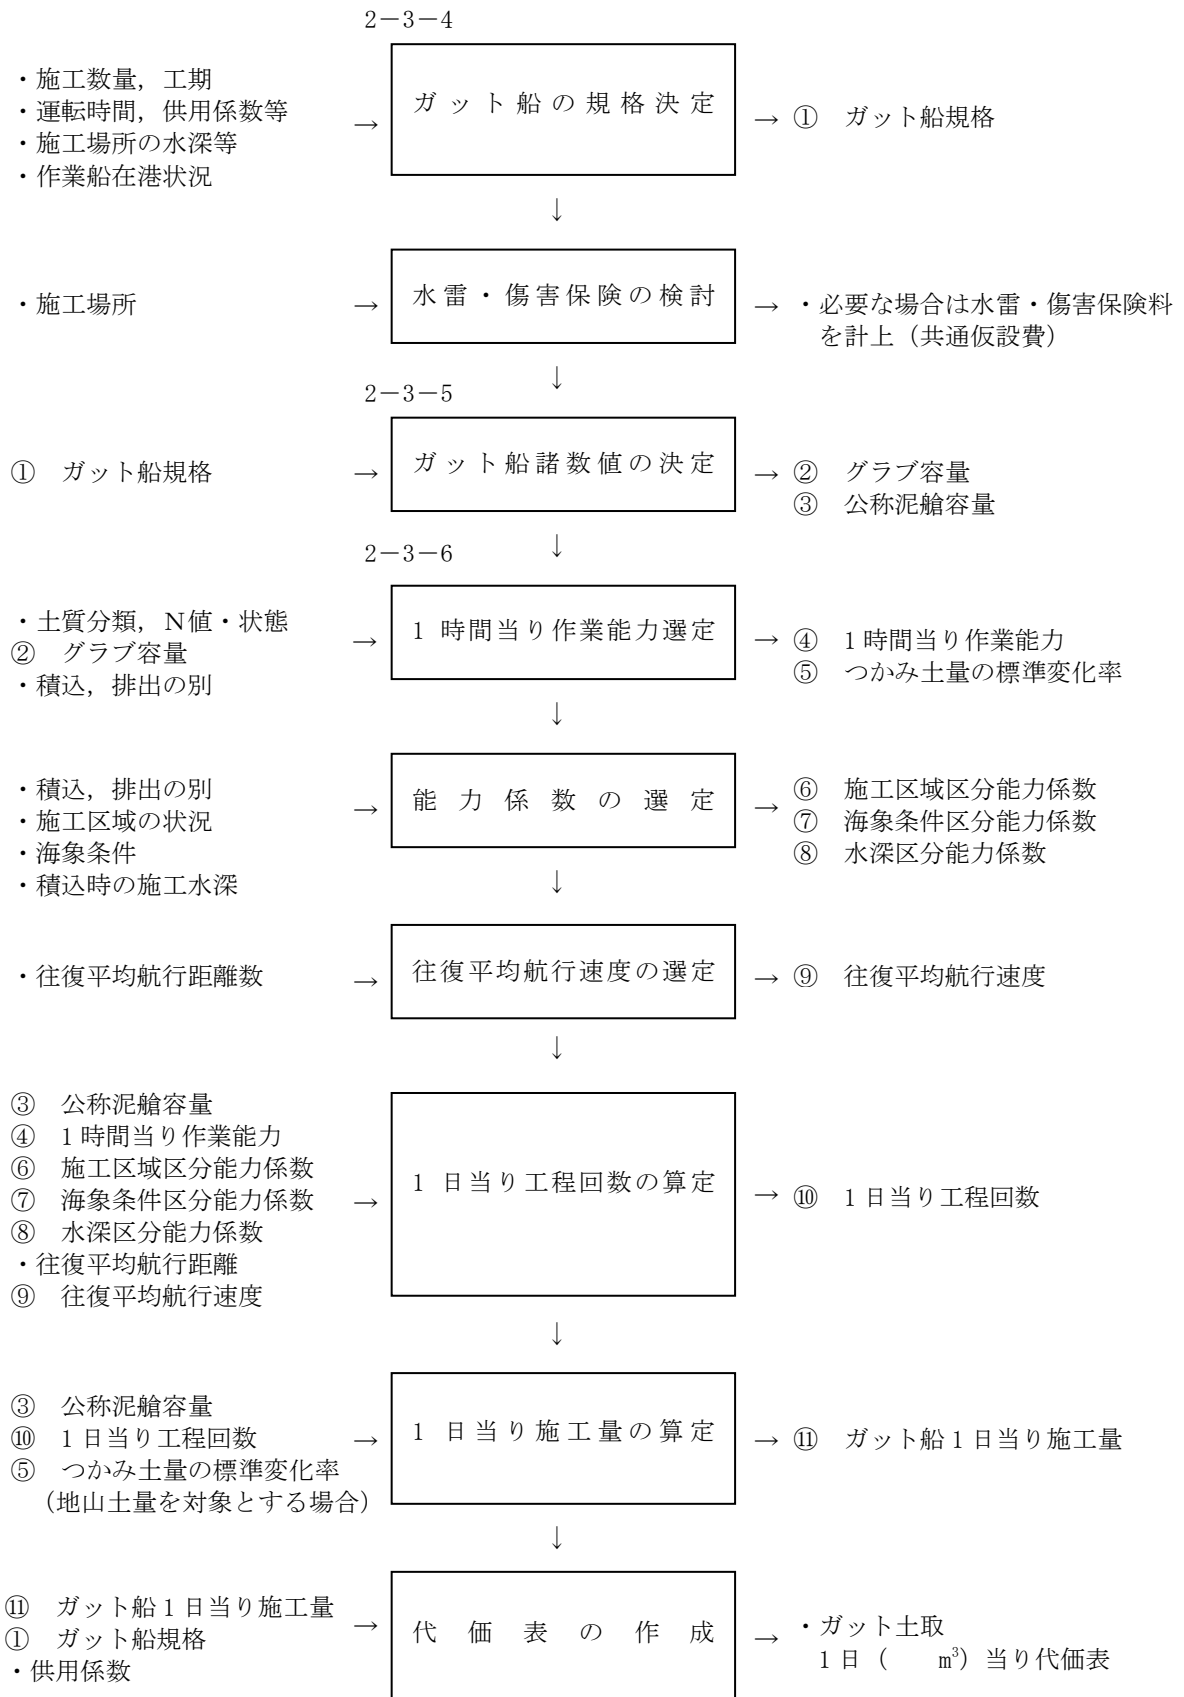 2－3－4
・施工数量，工期
・運転時間，供用係数等
・施工場所の水深等
・作業船在港状況
→
ガット船の規格決定
→ ① ガット船規格
↓
・施工場所
→
水雷・傷害保険の検討
→ ・必要な場合は水雷・傷害保険料
を計上（共通仮設費）
↓
2－3－5
① ガット船規格
→
ガット船諸数値の決定
→ ② グラブ容量
③ 公称泥艙容量
↓
2－3－6
・土質分類，Ｎ値・状態
② グラブ容量
・積込，排出の別
→
1 時間当り作業能力選定
→ ④ 1時間当り作業能力
⑤ つかみ土量の標準変化率
↓
・積込，排出の別
・施工区域の状況
・海象条件
・積込時の施工水深
→
能力係数の選定
→
⑥ 施工区域区分能力係数
⑦ 海象条件区分能力係数
⑧ 水深区分能力係数
↓
・往復平均航行距離数
→
往復平均航行速度の選定
→ ⑨ 往復平均航行速度
↓
③ 公称泥艙容量
④ 1時間当り作業能力
⑥ 施工区域区分能力係数
⑦ 海象条件区分能力係数
⑧ 水深区分能力係数
・往復平均航行距離
⑨ 往復平均航行速度
→
1 日当り工程回数の算定
→ ⑩ 1日当り工程回数
↓
③ 公称泥艙容量
⑩ 1日当り工程回数
⑤ つかみ土量の標準変化率
（地山土量を対象とする場合）
→
1 日当り施工量の算定
→ ⑪ ガット船1日当り施工量
↓
⑪ ガット船1日当り施工量
① ガット船規格
・供用係数
→
代価表の作成
→ ・ガット土取
1日（　　m³）当り代価表